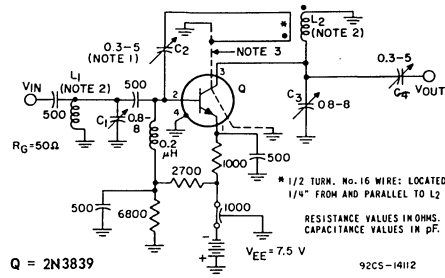 L2
(NOTE 2)
0.3-5
(NOTE 1)
C2
NOTE 3
*
0.3-5
VIN
L1
(NOTE 2)
500
3
Q
2
4
VOUT
C4
C3
0.8-8
500
C1
0.8-
8
RG=50Ω
0.2
μH
1000
500
2700
* 1/2 TURN. No.16 WIRE: LOCATED
1/4" FROM AND PARALLEL TO L2
500
6800
1000
RESISTANCE VALUES IN OHMS.
CAPACITANCE VALUES IN pF.
-
+
VEE = 7.5 V
Q = 2N3839
92CS-14112